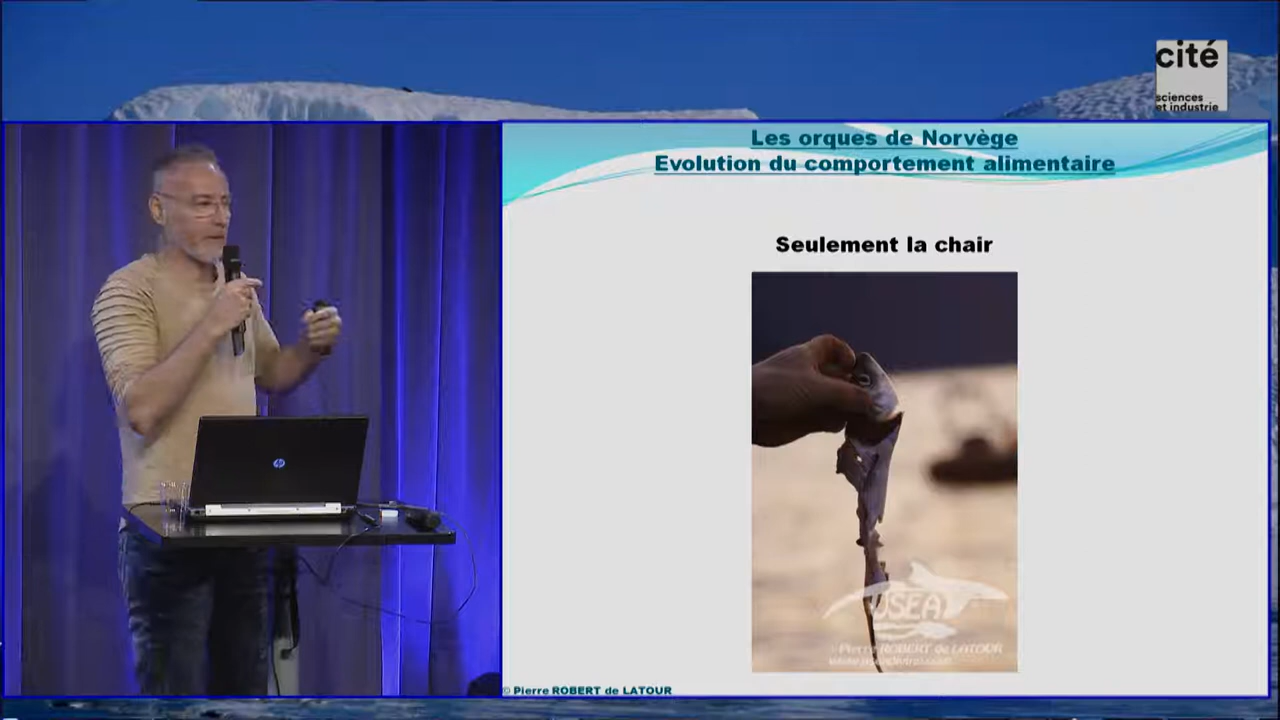 cité
sciences
et industrie
Les orques de Norvège
Evolution du comportement alimentaire
Seulement la chair
hp
USEA
©Pierre ROBERT de LATOUR
© Pierre ROBERT de LATOUR